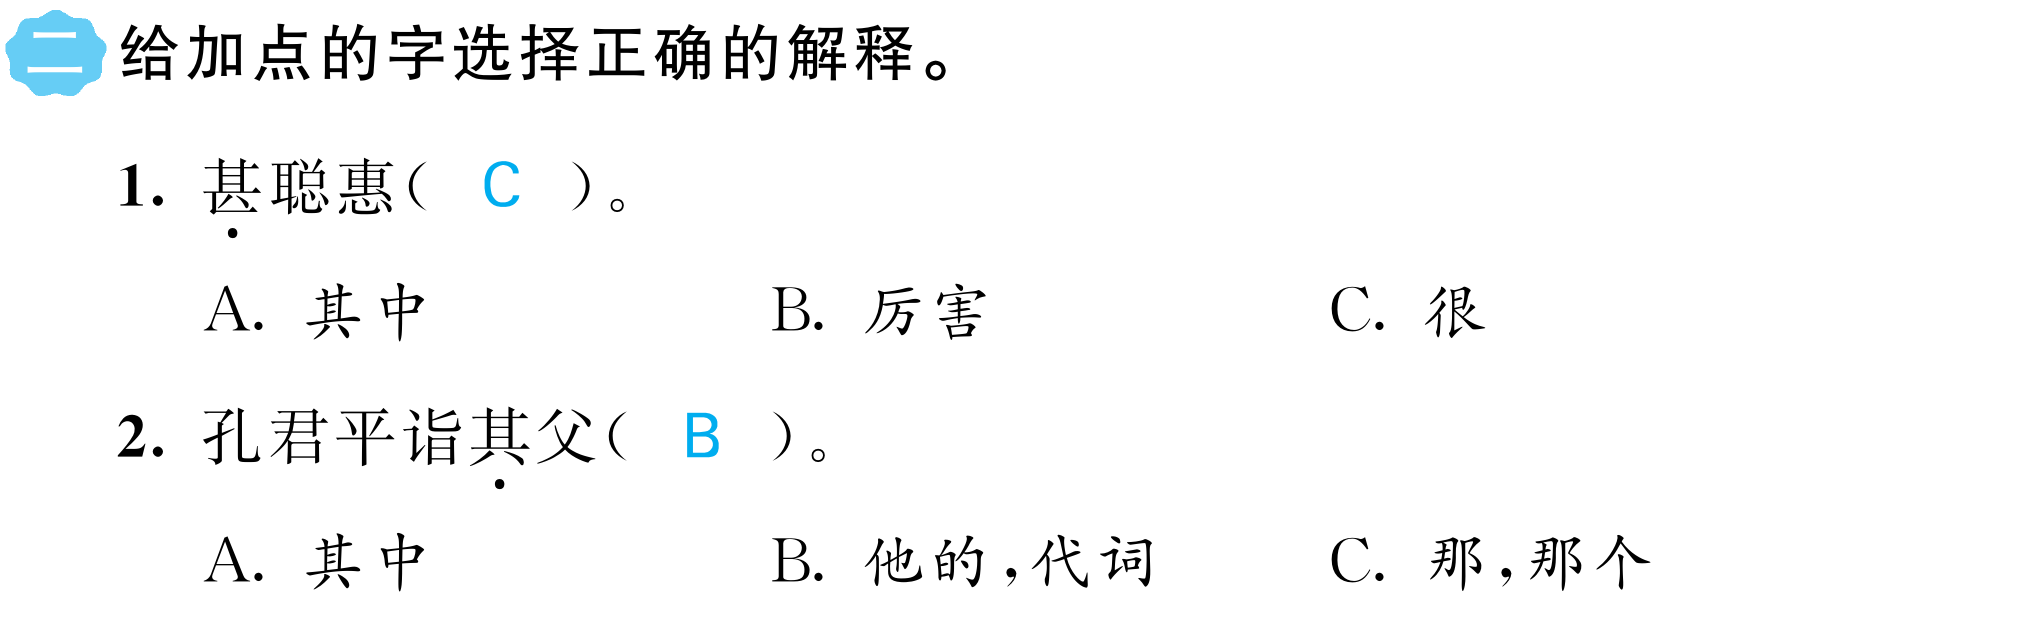 二 给加点的字选择正确的解释。
1. 甚聪惠( C )。
A. 其中 B. 厉害 C. 很
2. 孔君平诣其父( B )。
A. 其中 B. 他的,代词 C. 那,那个